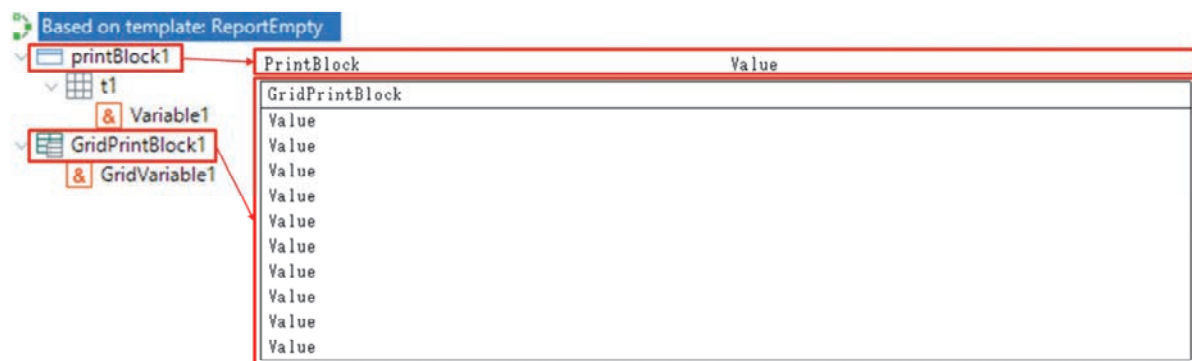 Based on template: ReportEmpty
printBlock1
t1
& Variable1
GridPrintBlock1
& GridVariable1
PrintBlock Value
GridPrintBlock
Value
Value
Value
Value
Value
Value
Value
Value
Value
Value